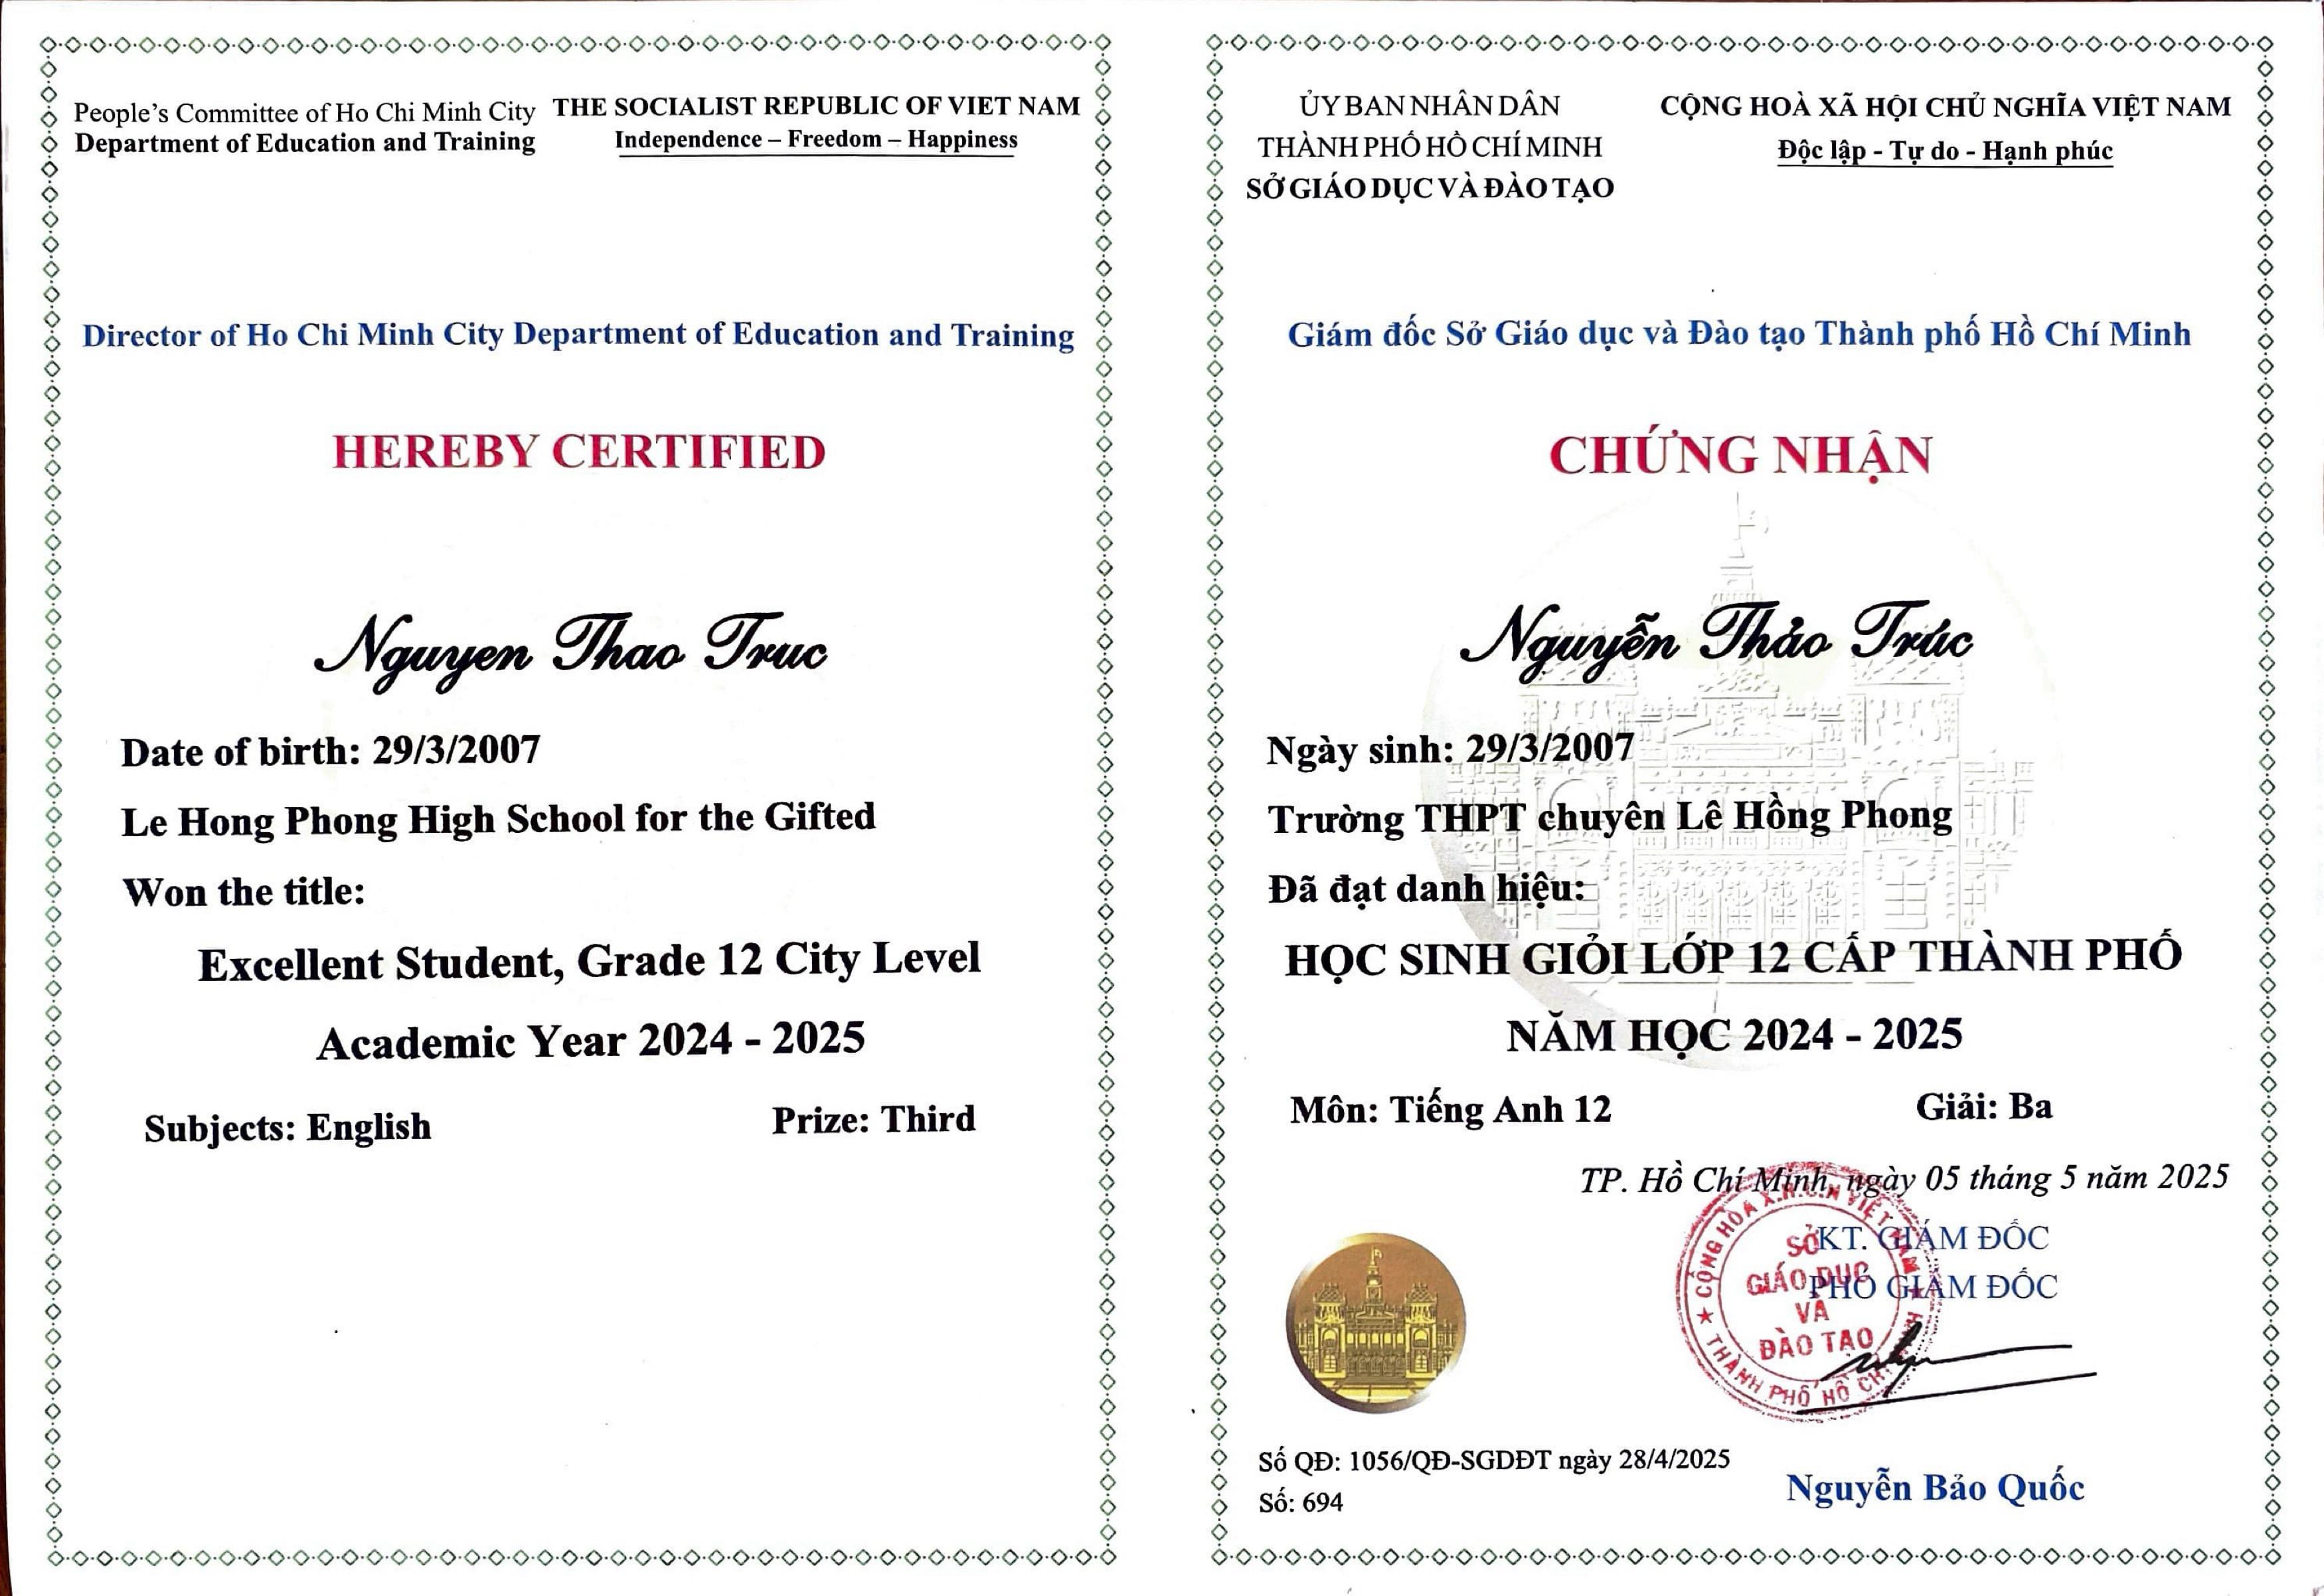 People's Committee of Ho Chi Minh City
Department of Education and Training
THE SOCIALIST REPUBLIC OF VIET NAM
Independence – Freedom – Happiness
Director of Ho Chi Minh City Department of Education and Training
HEREBY CERTIFIED
Nguyen Thao Truc
Date of birth: 29/3/2007
Le Hong Phong High School for the Gifted
Won the title:
Excellent Student, Grade 12 City Level
Academic Year 2024 - 2025
Subjects: English
Prize: Third
ỦY BAN NHÂN DÂN
THÀNH PHỐ HỒ CHÍ MINH
SỞ GIÁO DỤC VÀ ĐÀO TẠO
CỘNG HOÀ XÃ HỘI CHỦ NGHĨA VIỆT NAM
Độc lập - Tự do - Hạnh phúc
Giám đốc Sở Giáo dục và Đào tạo Thành phố Hồ Chí Minh
CHỨNG NHẬN
Nguyễn Thảo Trúc
Ngày sinh: 29/3/2007
Trường THPT chuyên Lê Hồng Phong
Đã đạt danh hiệu:
HỌC SINH GIỎI LỚP 12 CẤP THÀNH PHỐ
NĂM HỌC 2024 - 2025
Môn: Tiếng Anh 12
Giải: Ba
TP. Hồ Chí Minh, ngày 05 tháng 5 năm 2025
KT. GIÁM ĐỐC
PHÓ GIÁM ĐỐC
CỘNG HÒA X.H.C.N VIỆT NAM
SỞ
GIÁO DỤC
VÀ
ĐÀO TẠO
THÀNH PHỐ HỒ CHÍ MINH
Số QĐ: 1056/QĐ-SGDĐT ngày 28/4/2025
Số: 694
Nguyễn Bảo Quốc